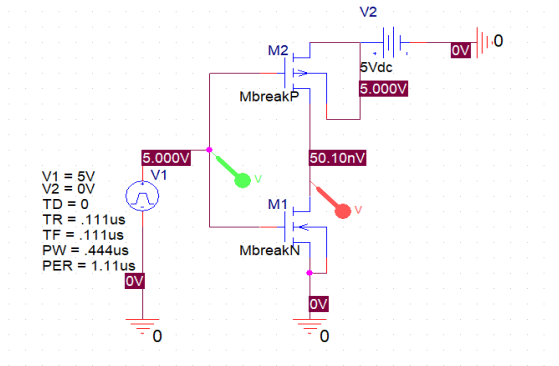 V2
0
0V
M2
5Vdc
MbreakP
5.000V
5.000V
V1
V
50.10nV
V1 = 5V
V2 = 0V
TD = 0
TR = .111us
TF = .111us
PW = .444us
PER = 1.11us
M1
V
MbreakN
0V
0V
0
0